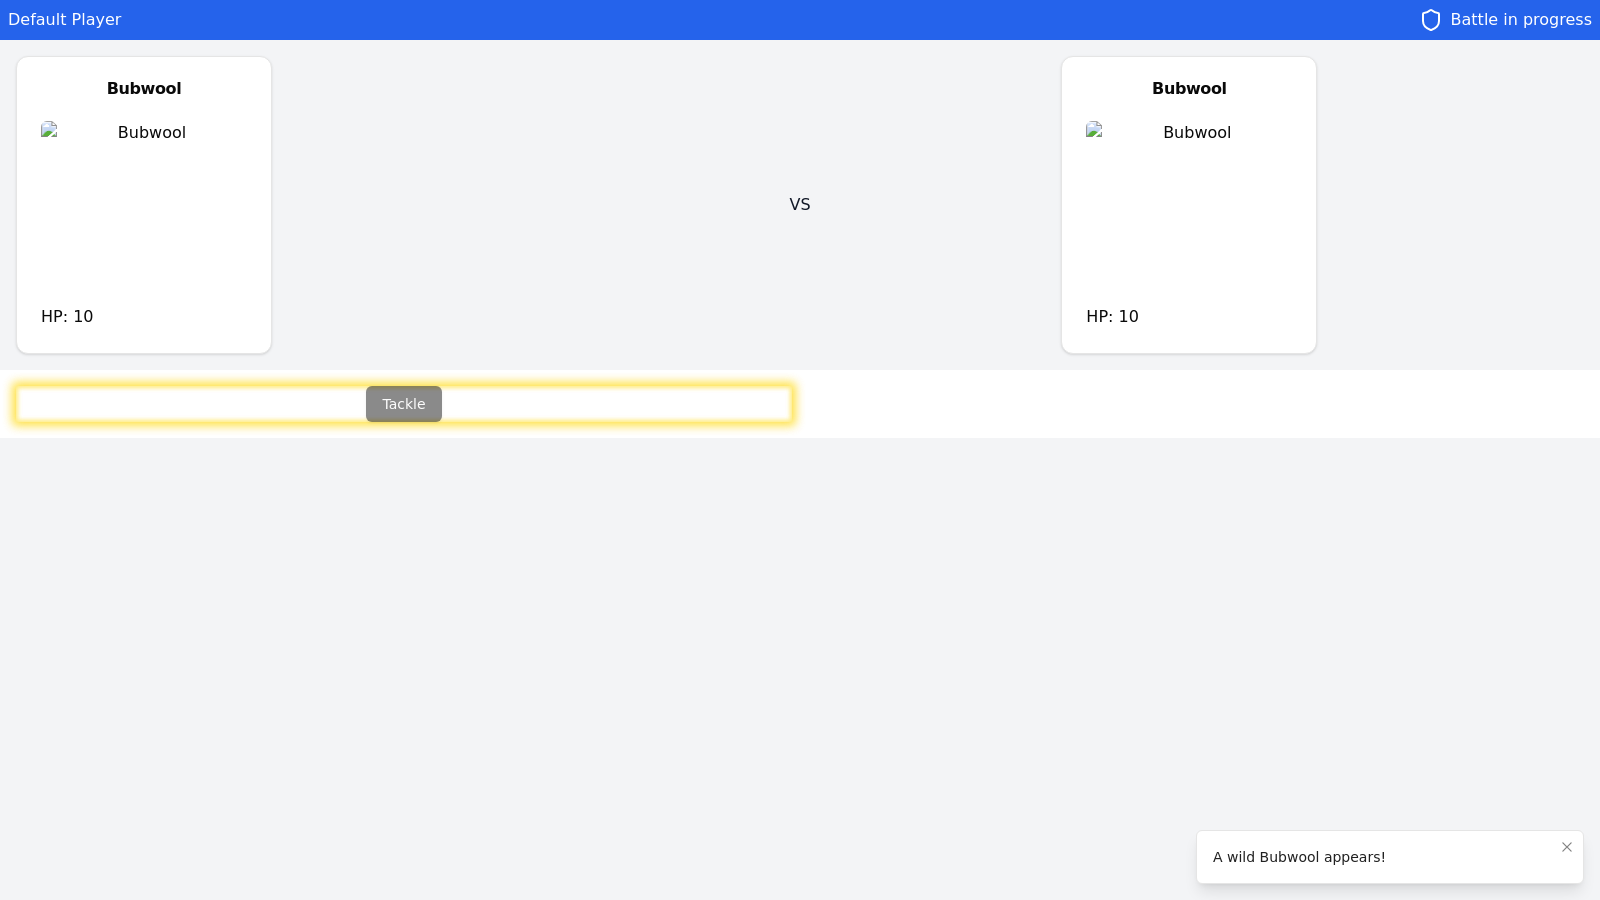 Default Player
Battle in progress
Bubwool
Bubwool
HP: 10
VS
Bubwool
Bubwool
HP: 10
Tackle
A wild Bubwool appears!